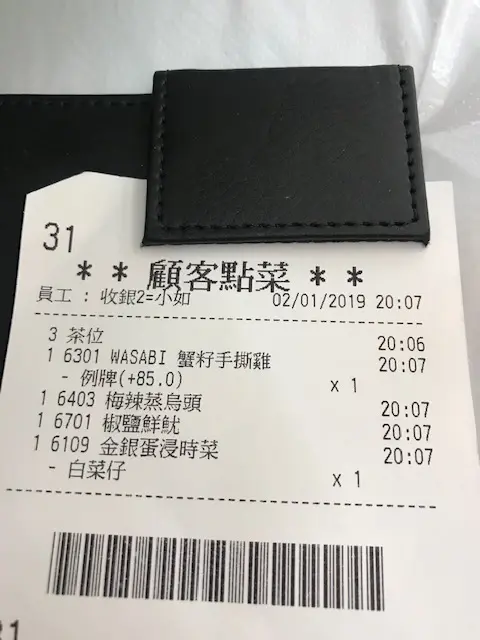 31
* * 顧客點菜 * *
員工 : 收銀2=小如 02/01/2019 20:07
3 茶位 20:06
1 6301 WASABI 蟹籽手撕雞 20:07
- 例牌(+85.0) x 1
1 6403 梅辣蒸烏頭 20:07
1 6701 椒鹽鮮魷 20:07
1 6109 金銀蛋浸時菜 20:07
- 白菜仔 x 1